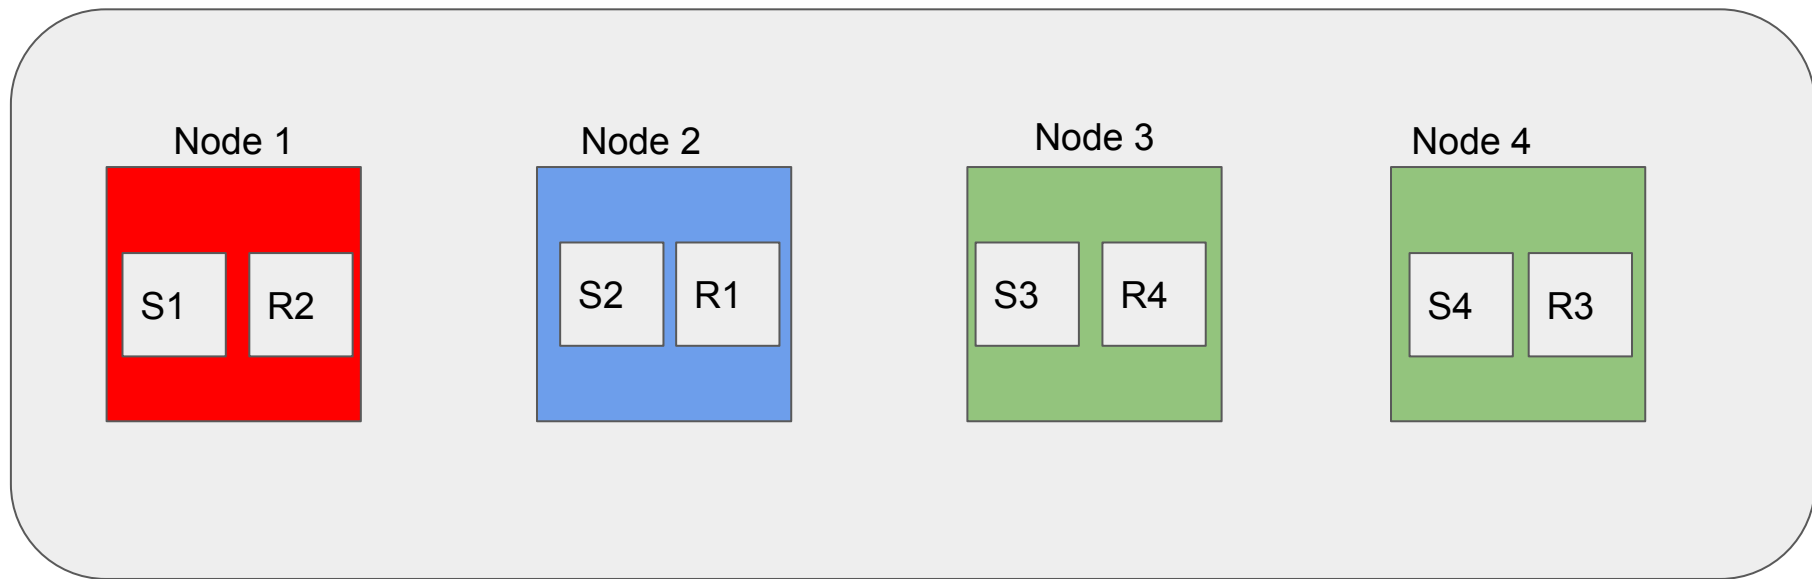 Node 1
Node 2
Node 3
Node 4
S1
R2
S2
R1
S3
R4
S4
R3